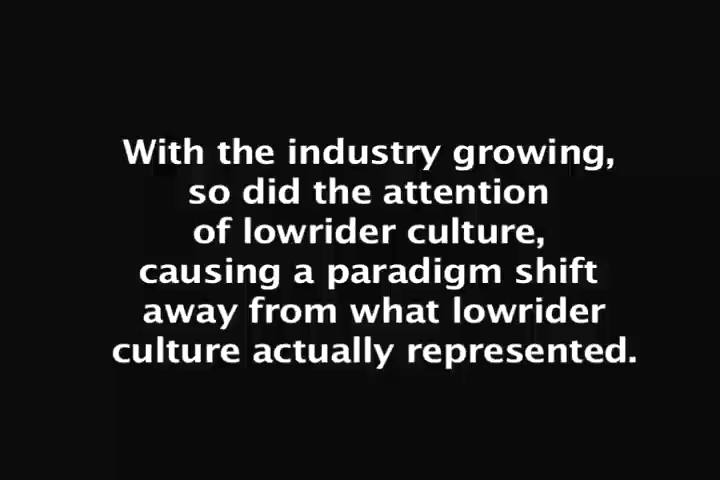 With the industry growing,
so did the attention
of lowrider culture,
causing a paradigm shift
away from what lowrider
culture actually represented.